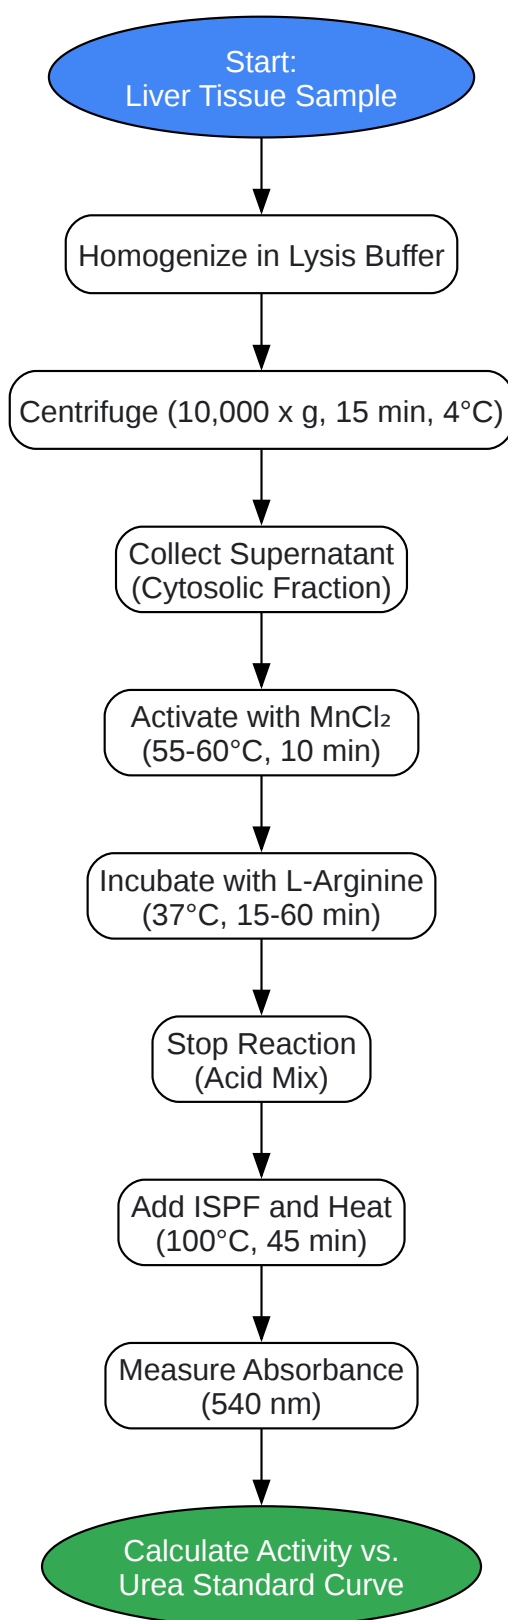 Start:
Liver Tissue Sample
Homogenize in Lysis Buffer
Centrifuge (10,000 x g, 15 min, 4°C)
Collect Supernatant
(Cytosolic Fraction)
Activate with MnCl₂
(55-60°C, 10 min)
Incubate with L-Arginine
(37°C, 15-60 min)
Stop Reaction
(Acid Mix)
Add ISPF and Heat
(100°C, 45 min)
Measure Absorbance
(540 nm)
Calculate Activity vs.
Urea Standard Curve